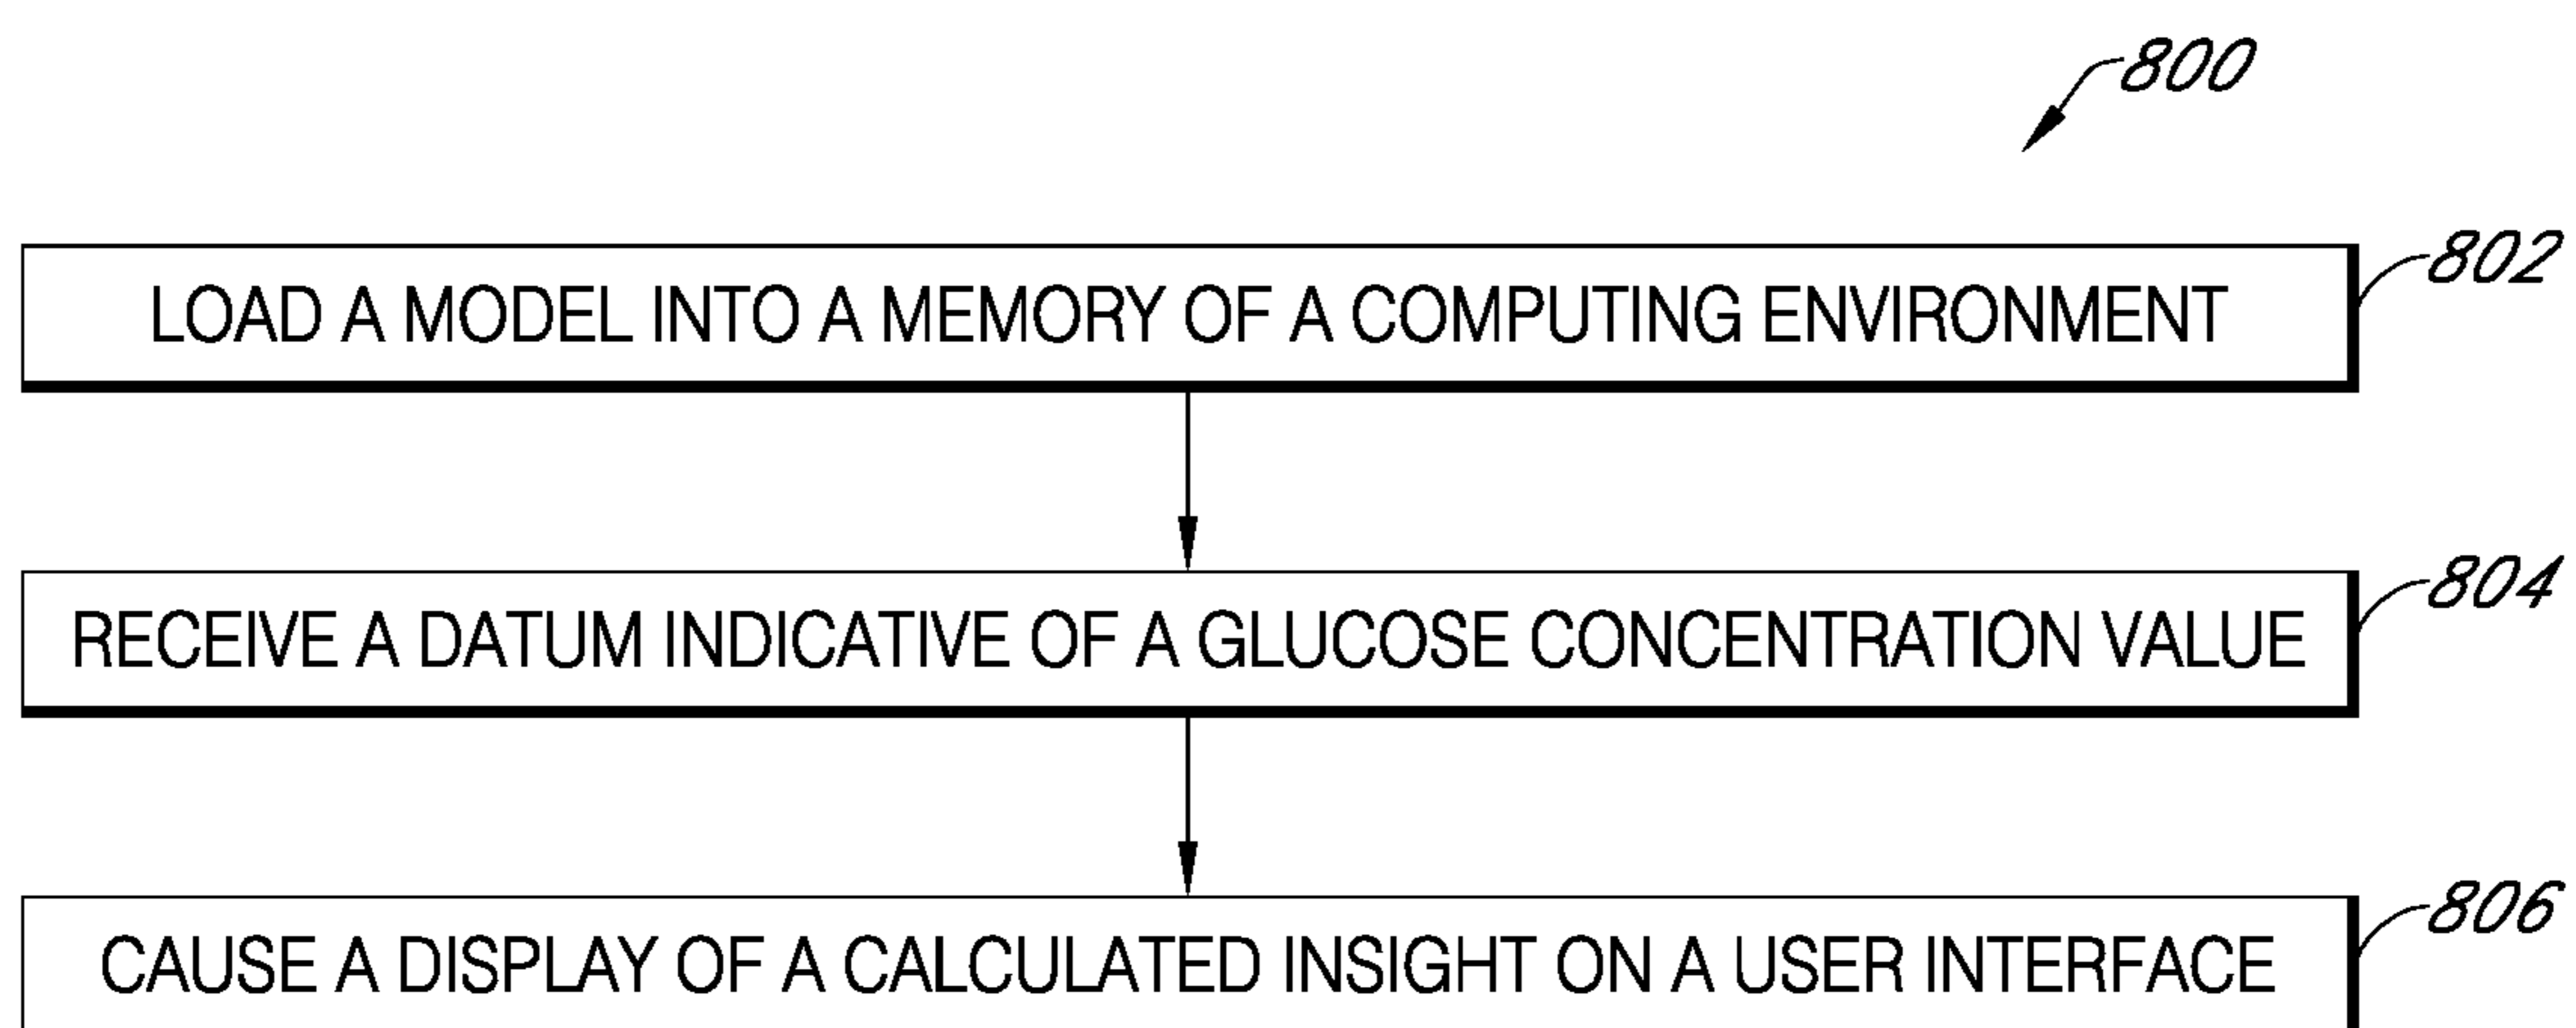 800
LOAD A MODEL INTO A MEMORY OF A COMPUTING ENVIRONMENT
802
RECEIVE A DATUM INDICATIVE OF A GLUCOSE CONCENTRATION VALUE
804
CAUSE A DISPLAY OF A CALCULATED INSIGHT ON A USER INTERFACE
806